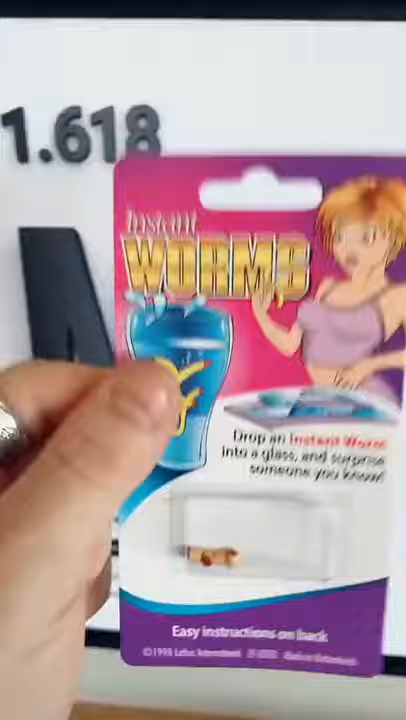 1.618
Instant
WORMS
Drop an Instant Worm
into a glass, and surprise
someone you know!
Easy instructions on back